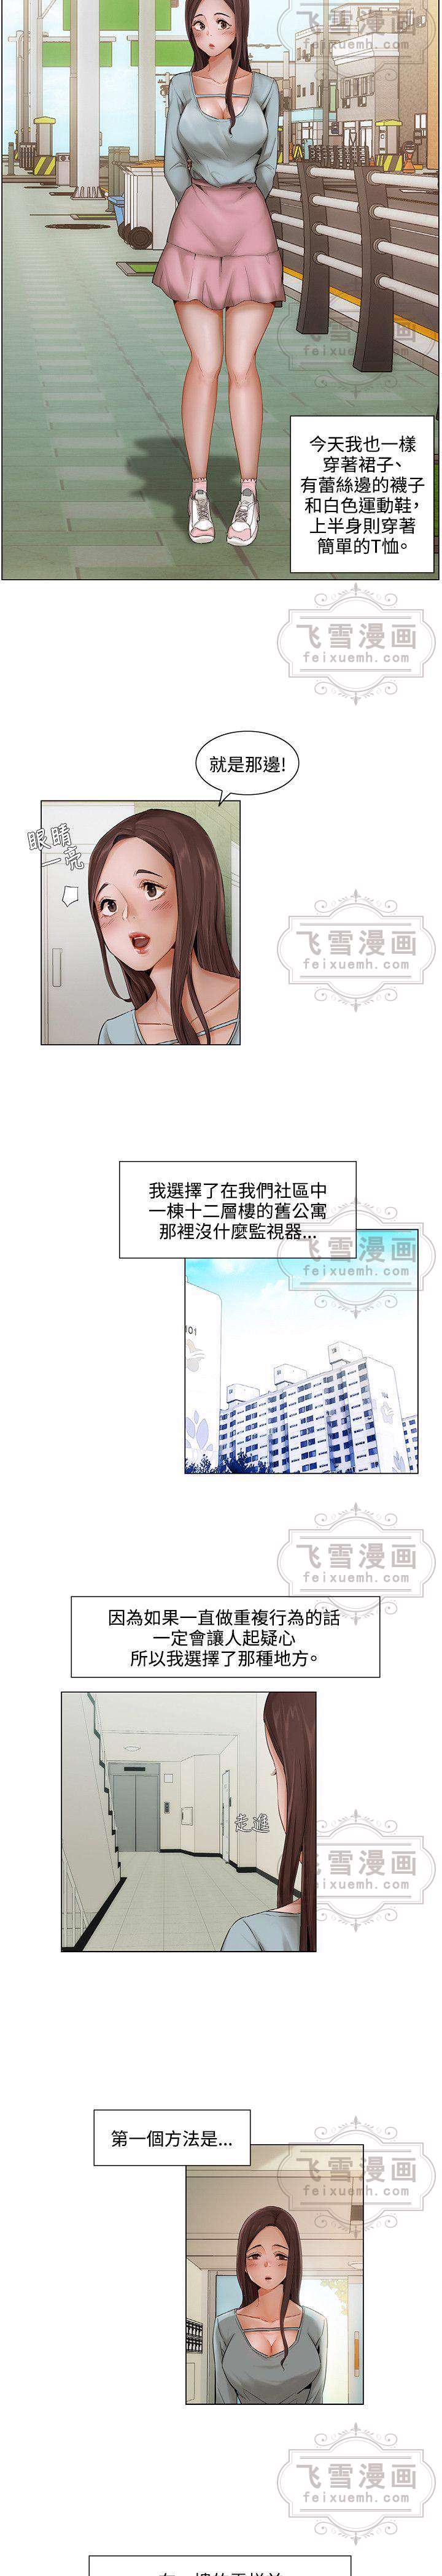 飞雪漫画
feixuemh.com
飞雪漫画
feixuemh.com
今天我也一樣
穿著裙子、
有蕾絲邊的襪子
和白色運動鞋,
上半身則穿著
簡單的T恤。
飞雪漫画
feixuemh.com
就是那邊!
眼睛
一亮
飞雪漫画
feixuemh.com
我選擇了在我們社區中
一棟十二層樓的舊公寓
那裡沒什麼監視器...
飞雪漫画
feixuemh.com
101
飞雪漫画
feixuemh.com
因為如果一直做重複行為的話
一定會讓人起疑心
所以我選擇了那種地方。
走進
飞雪漫画
feixuemh.com
第一個方法是...
飞雪漫画
feixuemh.com
飞雪漫画
feixuemh.com